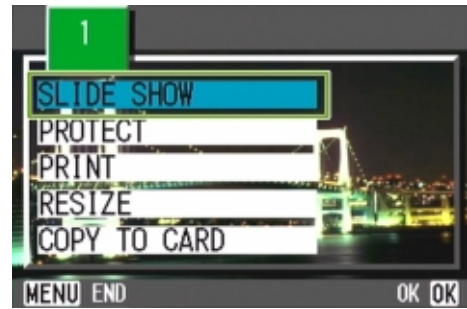 1
SLIDE SHOW
PROTECT
PRINT
RESIZE
COPY TO CARD
MENU END OK OK